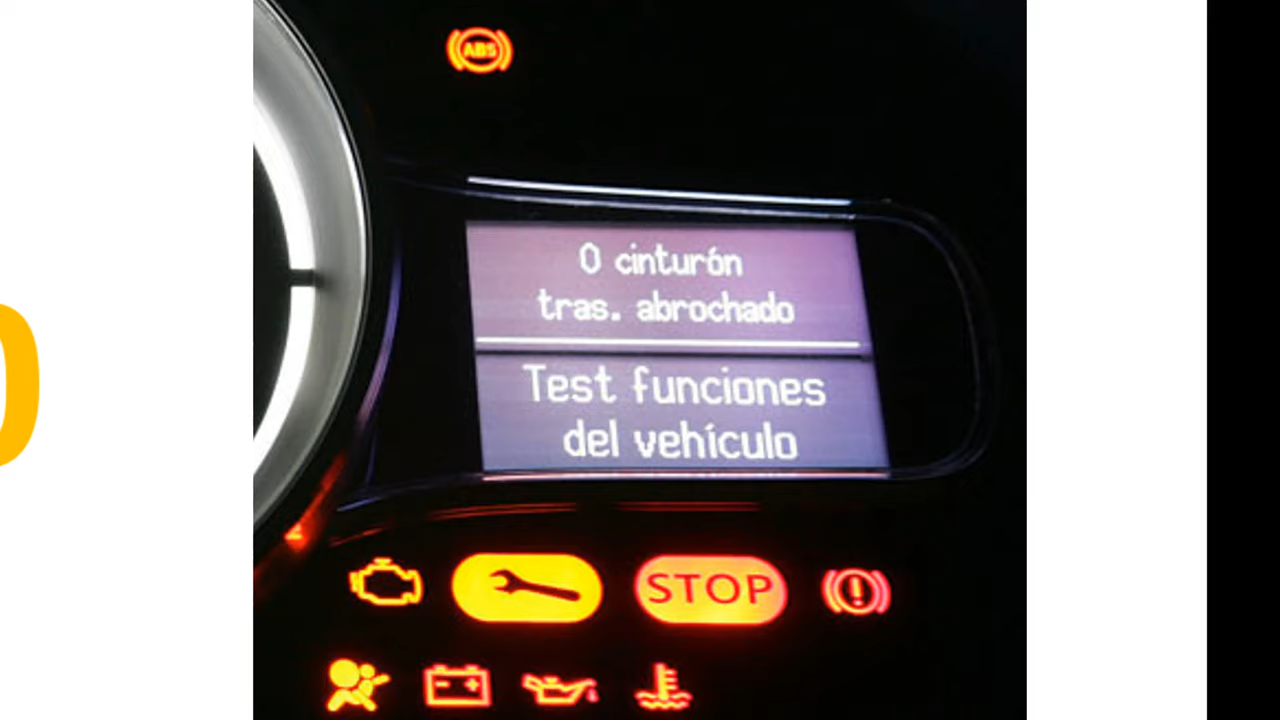 ABS
0 cinturón
tras. abrochado
Test funciones
del vehículo
STOP